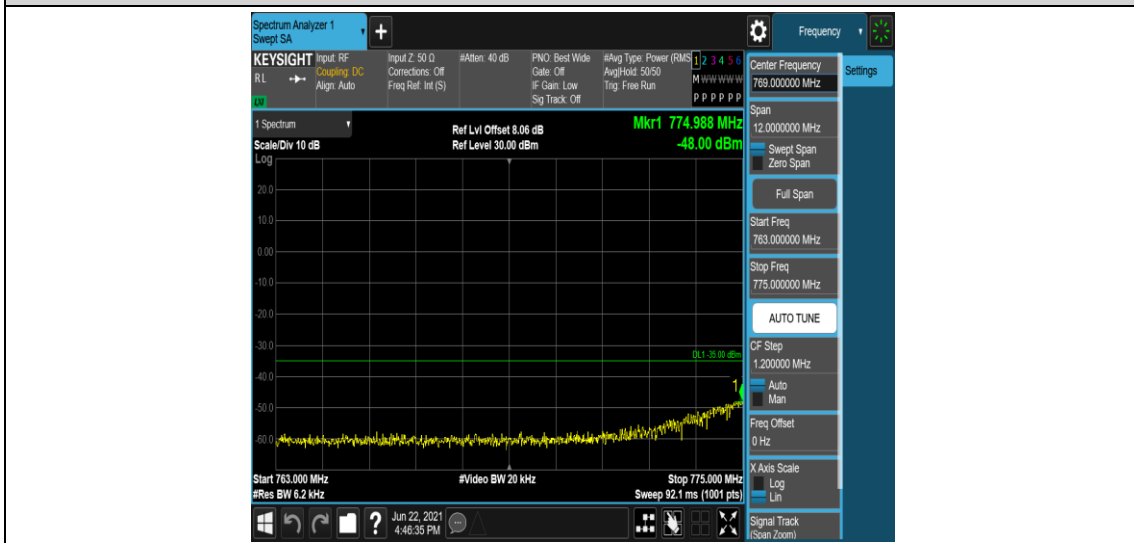 Spectrum Analyzer 1
Swept SA
+
Frequency
KEYSIGHT
RL
LXI
Input: RF
Coupling: DC
Align: Auto
Input Z: 50 Ω
Corrections: Off
Freq Ref: Int (S)
#Atten: 40 dB
PNO: Best Wide
Gate: Off
IF Gain: Low
Sig Track: Off
#Avg Type: Power (RMS
Avg|Hold: 50/50
Trig: Free Run
1 2 3 4 5 6
M W W W W W
P P P P P P
1 Spectrum
Scale/Div 10 dB
Ref Lvl Offset 8.06 dB
Ref Level 30.00 dBm
Mkr1 774.988 MHz
-48.00 dBm
Log
20.0
10.0
0.00
-10.0
-20.0
-30.0
-40.0
-50.0
-60.0
DL1 -35.00 dBm
1
Start 763.000 MHz
#Res BW 6.2 kHz
#Video BW 20 kHz
Stop 775.000 MHz
Sweep 92.1 ms (1001 pts)
Center Frequency
769.000000 MHz
Span
12.0000000 MHz
Swept Span
Zero Span
Full Span
Start Freq
763.000000 MHz
Stop Freq
775.000000 MHz
AUTO TUNE
CF Step
1.200000 MHz
Auto
Man
Freq Offset
0 Hz
X Axis Scale
Log
Lin
Signal Track
(Span Zoom)
Settings
?
Jun 22, 2021
4:46:35 PM